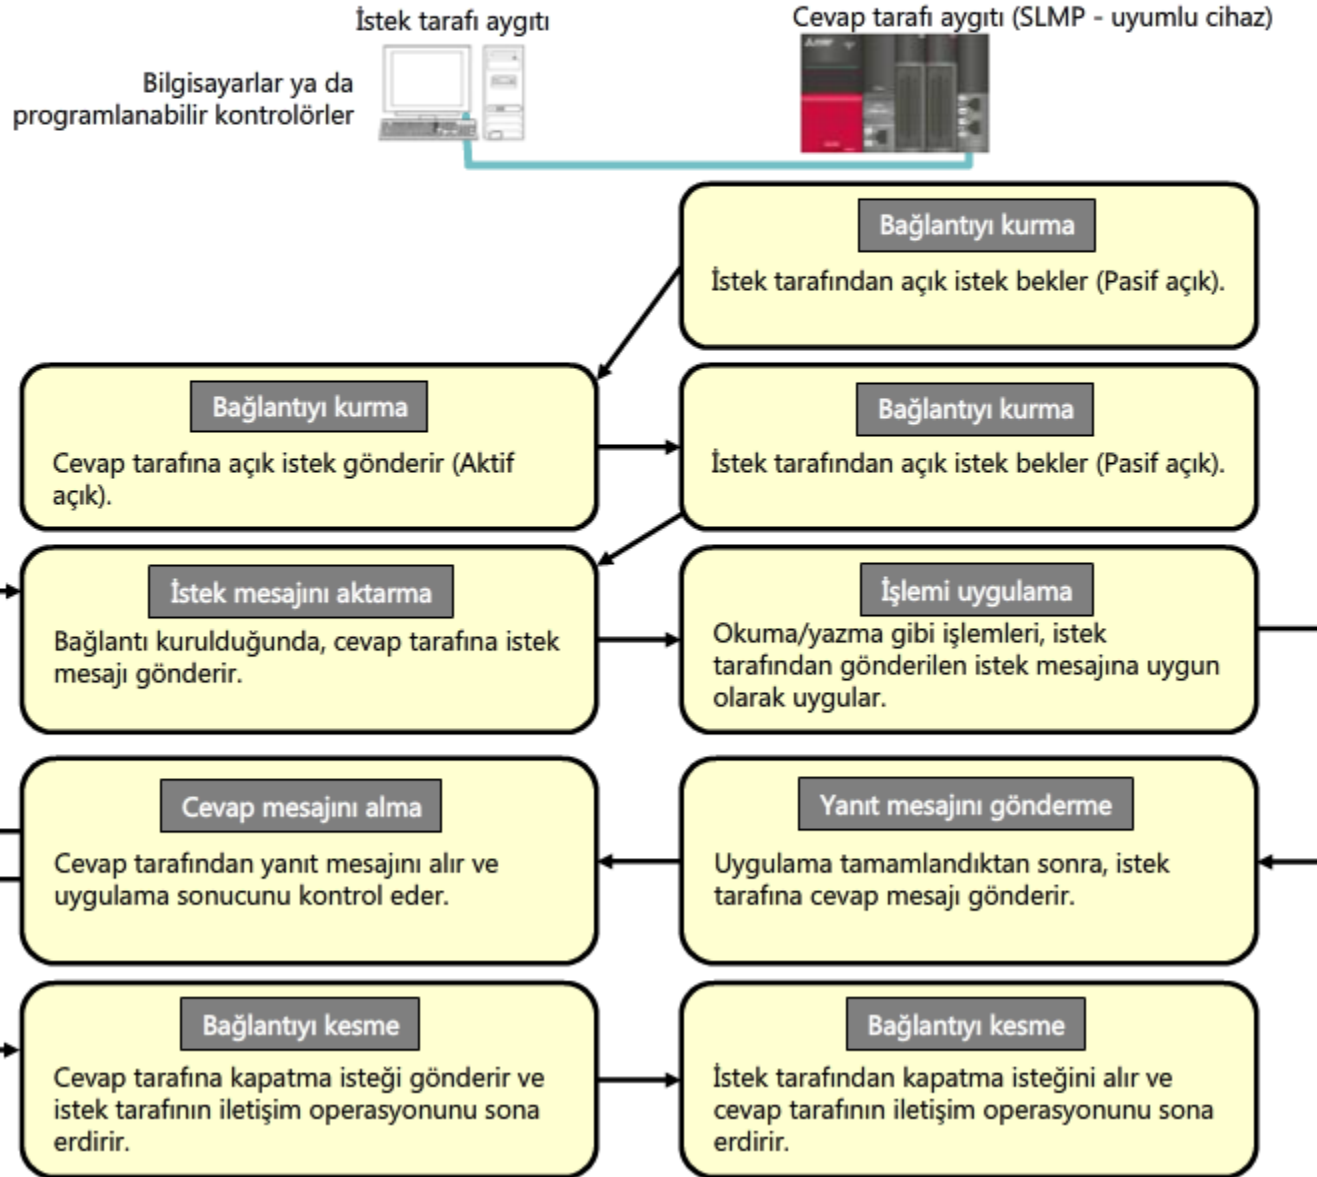 İstek tarafı aygıtı
Cevap tarafı aygıtı (SLMP - uyumlu cihaz)
Bilgisayarlar ya da
programlanabilir kontrolörler
Bağlantıyı kurma
İstek tarafından açık istek bekler (Pasif açık).
Bağlantıyı kurma
Cevap tarafına açık istek gönderir (Aktif
açık).
Bağlantıyı kurma
İstek tarafından açık istek bekler (Pasif açık).
İstek mesajını aktarma
Bağlantı kurulduğunda, cevap tarafına istek
mesajı gönderir.
İşlemi uygulama
Okuma/yazma gibi işlemleri, istek
tarafından gönderilen istek mesajına uygun
olarak uygular.
Cevap mesajını alma
Cevap tarafından yanıt mesajını alır ve
uygulama sonucunu kontrol eder.
Yanıt mesajını gönderme
Uygulama tamamlandıktan sonra, istek
tarafına cevap mesajı gönderir.
Bağlantıyı kesme
Cevap tarafına kapatma isteği gönderir ve
istek tarafının iletişim operasyonunu sona
erdirir.
Bağlantıyı kesme
İstek tarafından kapatma isteğini alır ve
cevap tarafının iletişim operasyonunu sona
erdirir.